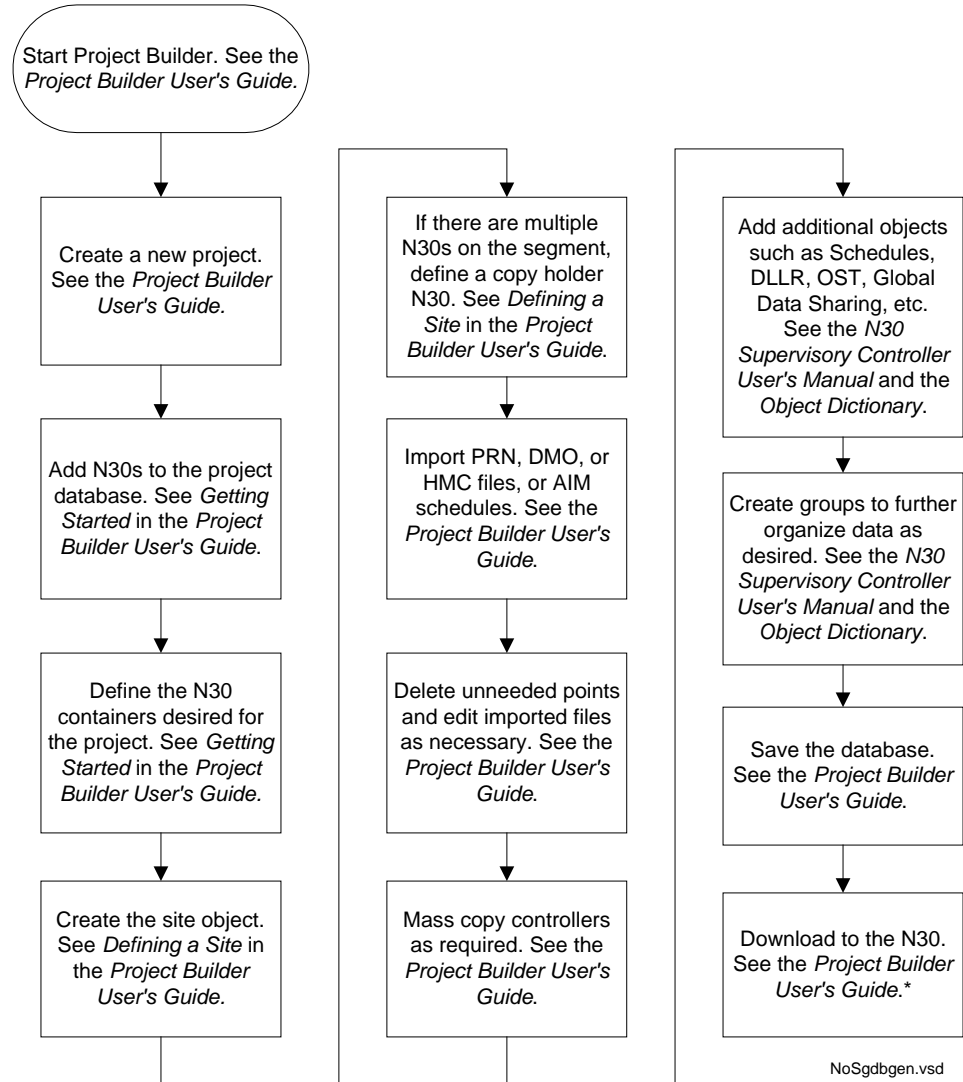 Start Project Builder. See the
Project Builder User's Guide.
Create a new project.
See the Project Builder
User's Guide.
Add N30s to the project
database. See Getting
Started in the Project
Builder User's Guide.
Define the N30
containers desired for
the project. See Getting
Started in the Project
Builder User's Guide.
Create the site object.
See Defining a Site in
the Project Builder
User's Guide.
If there are multiple
N30s on the segment,
define a copy holder
N30. See Defining a
Site in the Project
Builder User's Guide.
Import PRN, DMO, or
HMC files, or AIM
schedules. See the
Project Builder User's
Guide.
Delete unneeded points
and edit imported files
as necessary. See the
Project Builder User's
Guide.
Mass copy controllers
as required. See the
Project Builder User's
Guide.
Add additional objects
such as Schedules,
DLLR, OST, Global
Data Sharing, etc.
See the N30
Supervisory Controller
User's Manual and the
Object Dictionary.
Create groups to further
organize data as
desired. See the N30
Supervisory Controller
User's Manual and the
Object Dictionary.
Save the database.
See the Project Builder
User's Guide.
Download to the N30.
See the Project Builder
User's Guide.*
NoSgdbgen.vsd